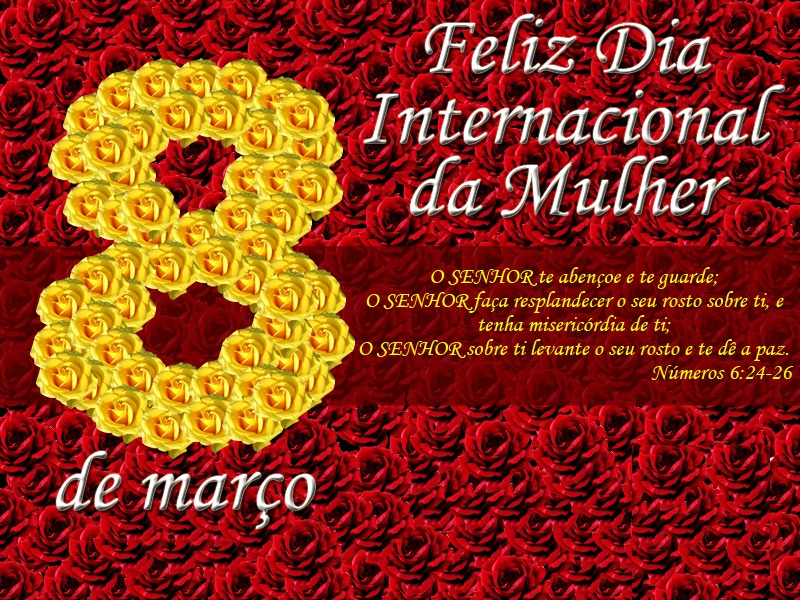 Feliz Dia
Internacional
da Mulher
O SENHOR te abençoe e te guarde;
O SENHOR faça resplandecer o seu rosto sobre ti, e
tenha misericórdia de ti;
O SENHOR sobre ti levante o seu rosto e te dê a paz.
Números 6:24-26
8
de março